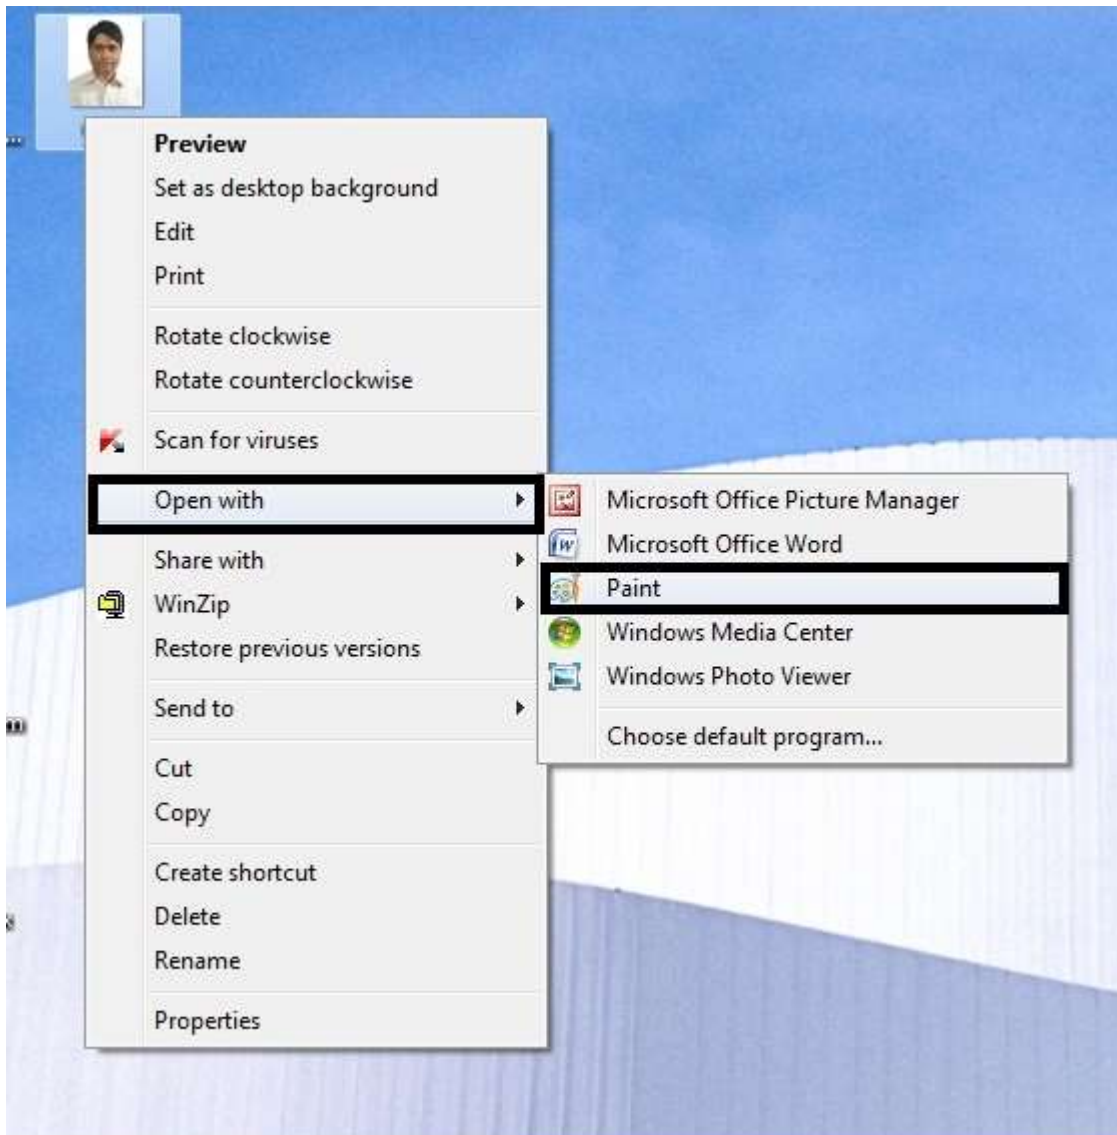 Preview
Set as desktop background
Edit
Print
Rotate clockwise
Rotate counterclockwise
Scan for viruses
Open with
Share with
WinZip
Restore previous versions
Send to
Cut
Copy
Create shortcut
Delete
Rename
Properties
Microsoft Office Picture Manager
Microsoft Office Word
Paint
Windows Media Center
Windows Photo Viewer
Choose default program...